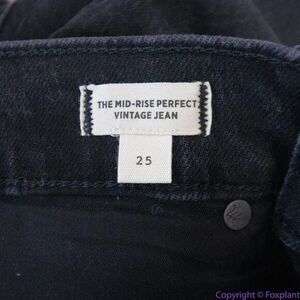 THE MID-RISE PERFECT
VINTAGE JEAN
25
Copyright © Foxplant